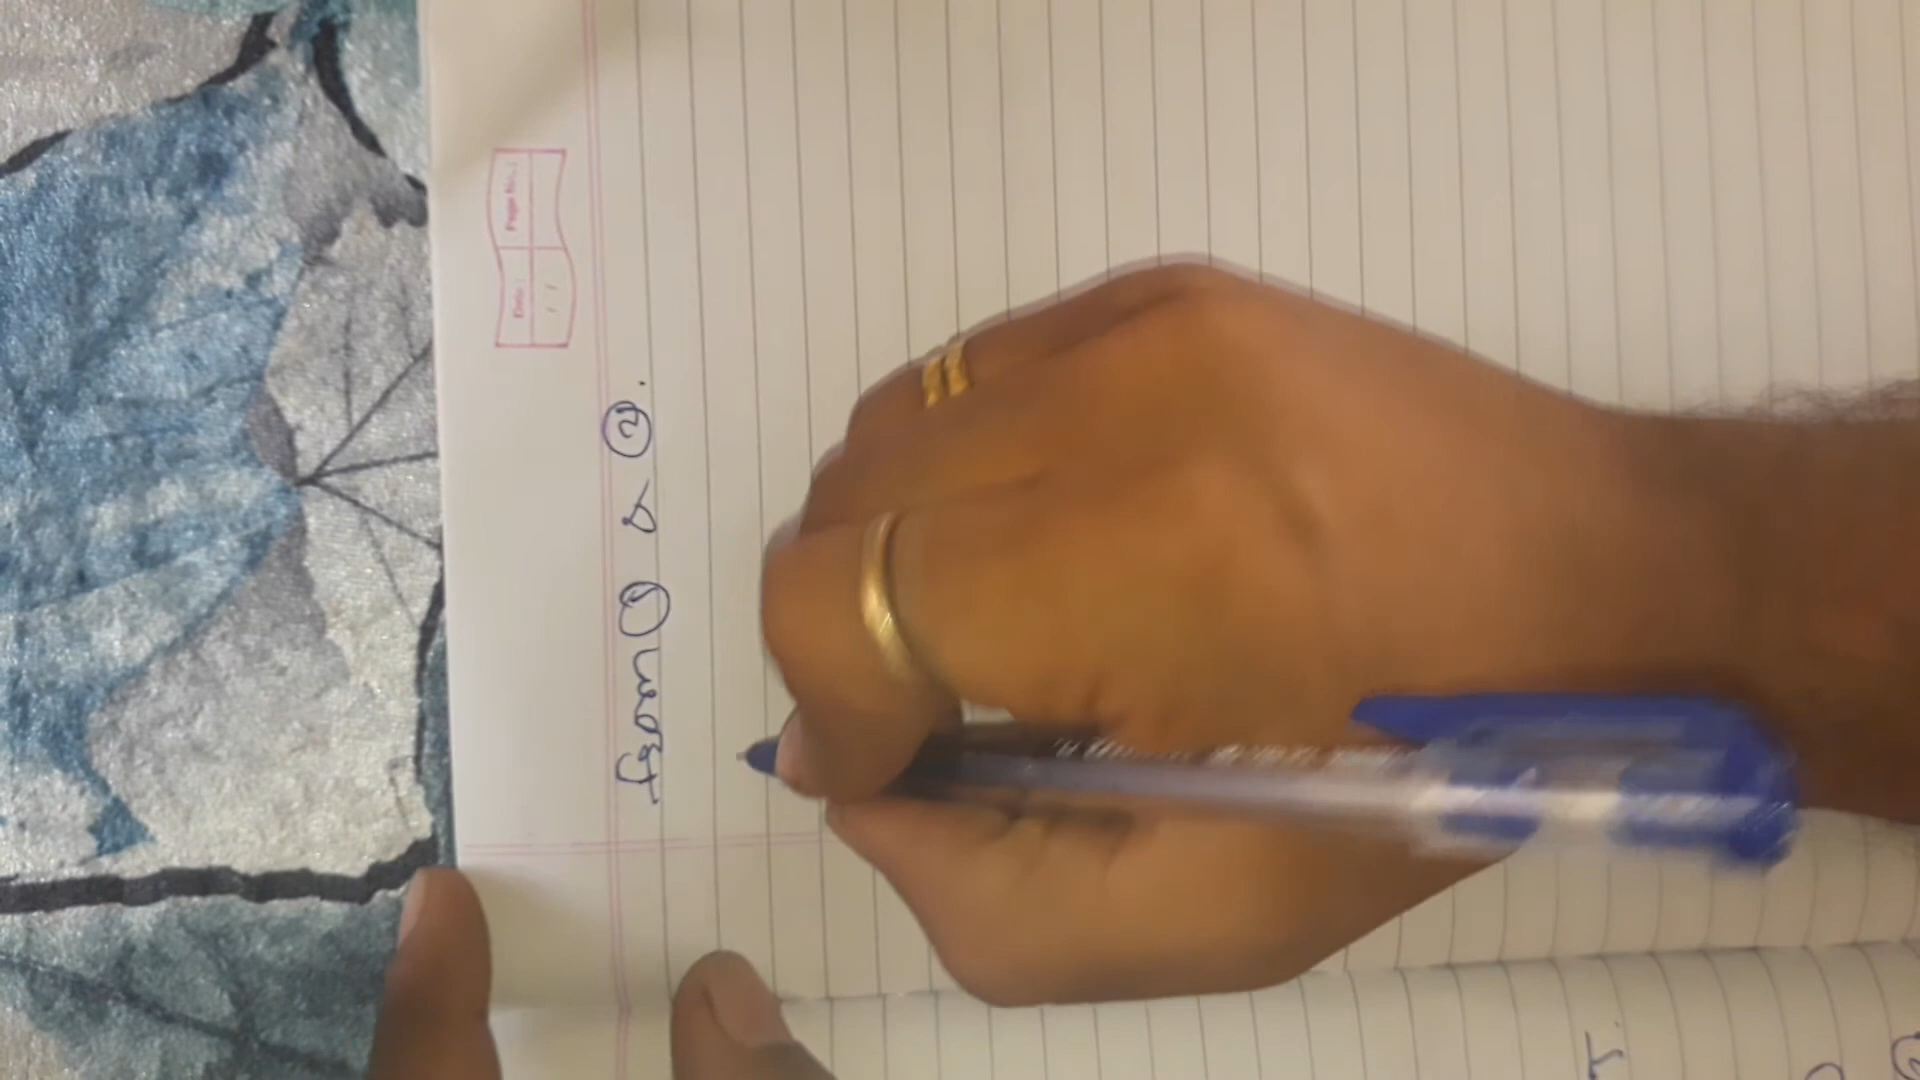 Page No.:
Date :
from ① & ②.